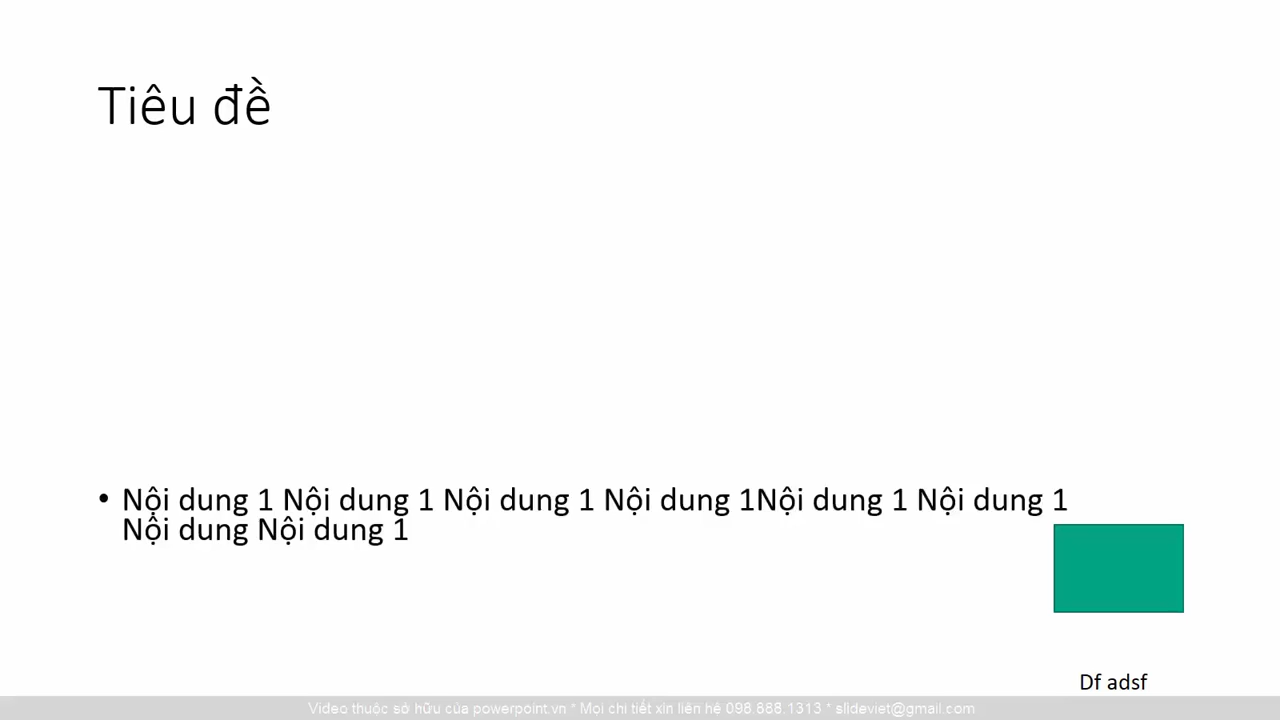 Tiêu đề
• Nội dung 1 Nội dung 1 Nội dung 1 Nội dung 1Nội dung 1 Nội dung 1
Nội dung Nội dung 1
Df adsf
Video thuộc sở hữu của powerpoint.vn * Mọi chi tiết xin liên hê 098.888.1313 * slideviet@gmail.com